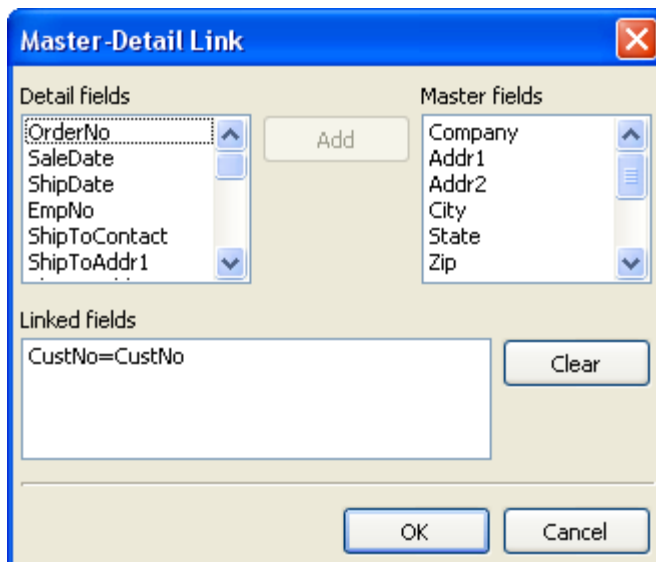 Master-Detail Link
Detail fields
Master fields
OrderNo
SaleDate
ShipDate
EmpNo
ShipToContact
ShipToAddr1
Add
Company
Addr1
Addr2
City
State
Zip
Linked fields
CustNo=CustNo
Clear
OK
Cancel